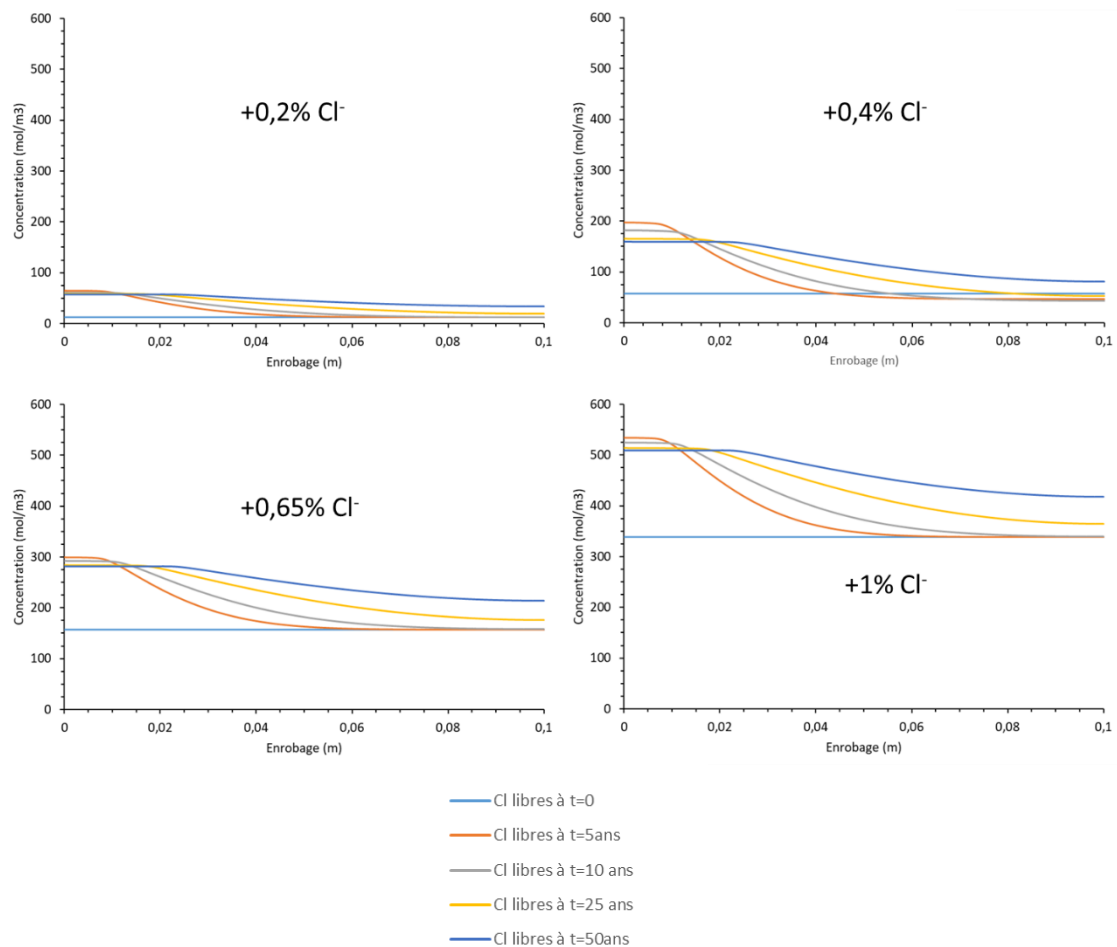 600
500
400
300
200
100
0
Concentration (mol/m3)
+0,2% Cl⁻
0 0,02 0,04 0,06 0,08 0,1
Enrobage (m)
600
500
400
300
200
100
0
Concentration (mol/m3)
+0,4% Cl⁻
0 0,02 0,04 0,06 0,08 0,1
Enrobage (m)
600
500
400
300
200
100
0
Concentration (mol/m3)
+0,65% Cl⁻
0 0,02 0,04 0,06 0,08 0,1
Enrobage (m)
600
500
400
300
200
100
0
Concentration (mol/m3)
+1% Cl⁻
0 0,02 0,04 0,06 0,08 0,1
Enrobage (m)
Cl libres à t=0
Cl libres à t=5ans
Cl libres à t=10 ans
Cl libres à t=25 ans
Cl libres à t=50ans